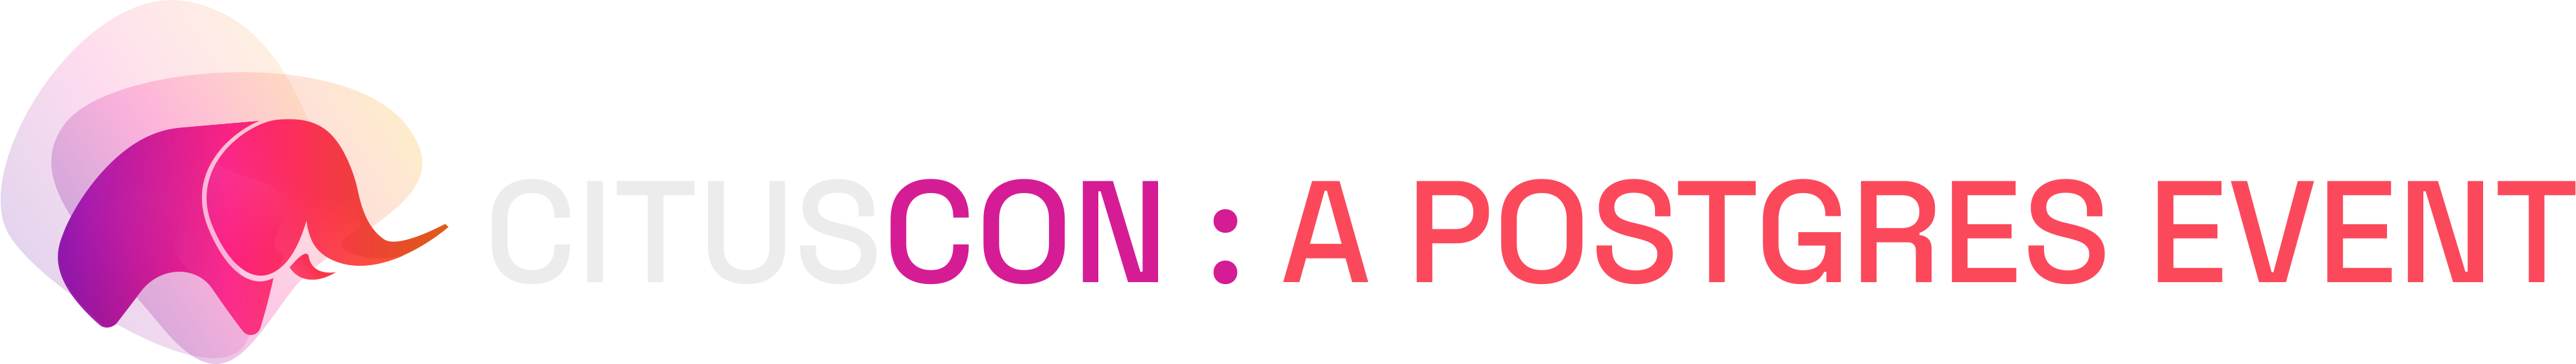 CITUSCON : A POSTGRES EVENT